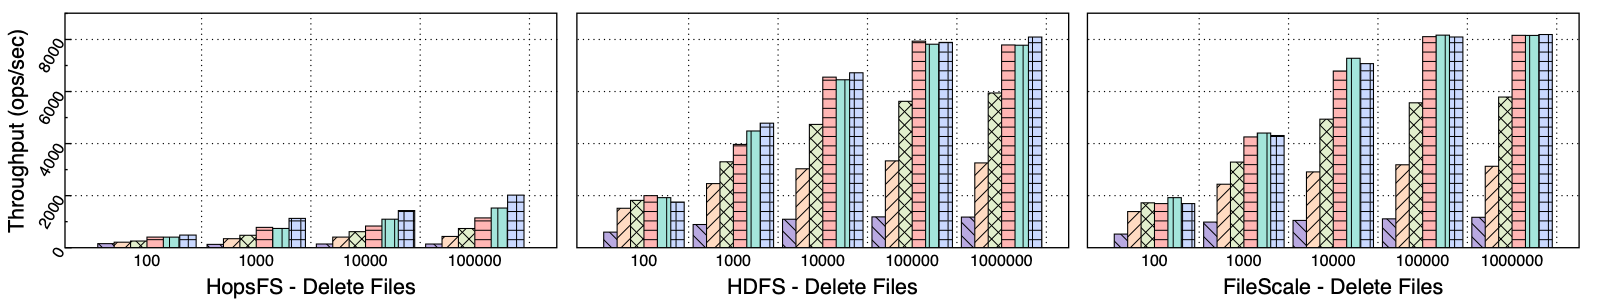 Throughput (ops/sec)
8000
6000
4000
2000
0
100 1000 10000 100000
HopsFS - Delete Files
100 1000 10000 100000 1000000
HDFS - Delete Files
100 1000 10000 100000 1000000
FileScale - Delete Files